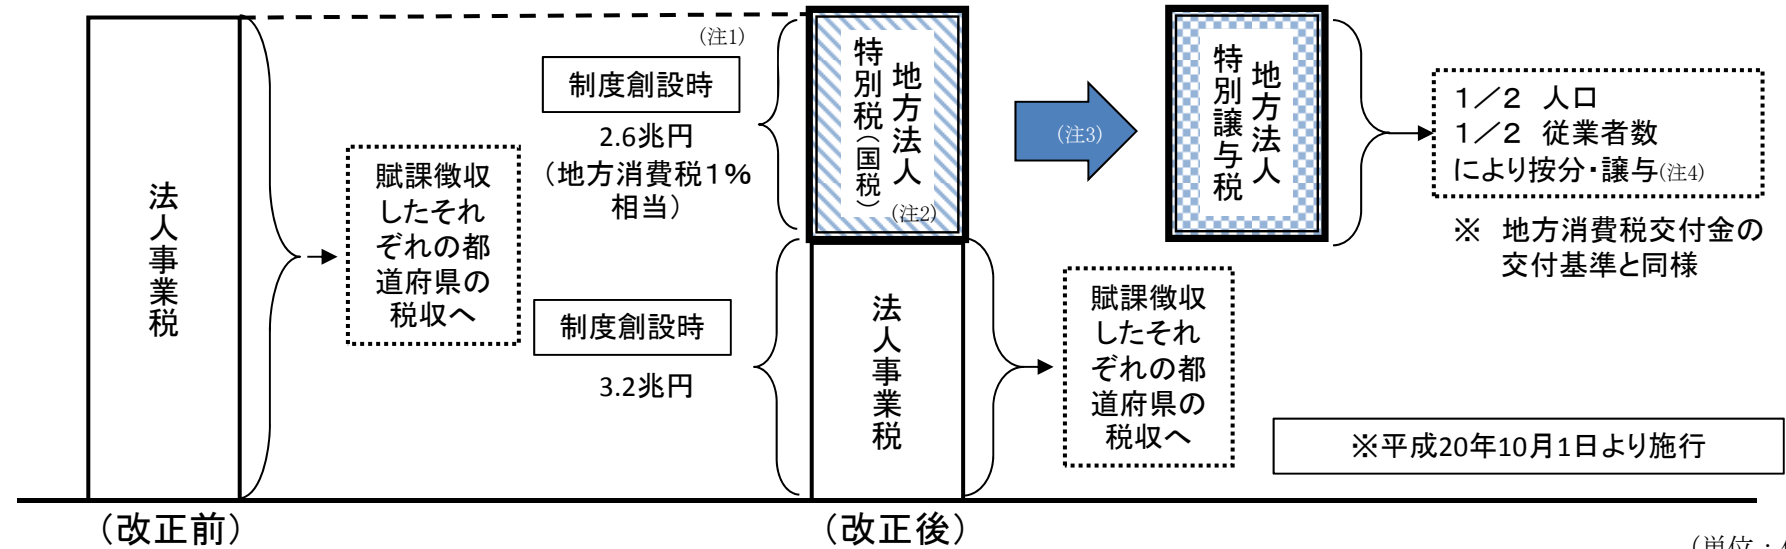 法人事業税
(改正前)
賦課徴収
したそれ
ぞれの都
道府県の
税収へ
(注1)
制度創設時
2.6兆円
(地方消費税1%
相当)
制度創設時
3.2兆円
地方法人
特別税(国税)
(注2)
法人事業税
(改正後)
(注3)
地方法人
特別譲与税
1/2 人口
1/2 従業者数
により按分・譲与(注4)
※ 地方消費税交付金の
交付基準と同様
賦課徴収
したそれ
ぞれの都
道府県の
税収へ
※平成20年10月1日より施行
(単位: